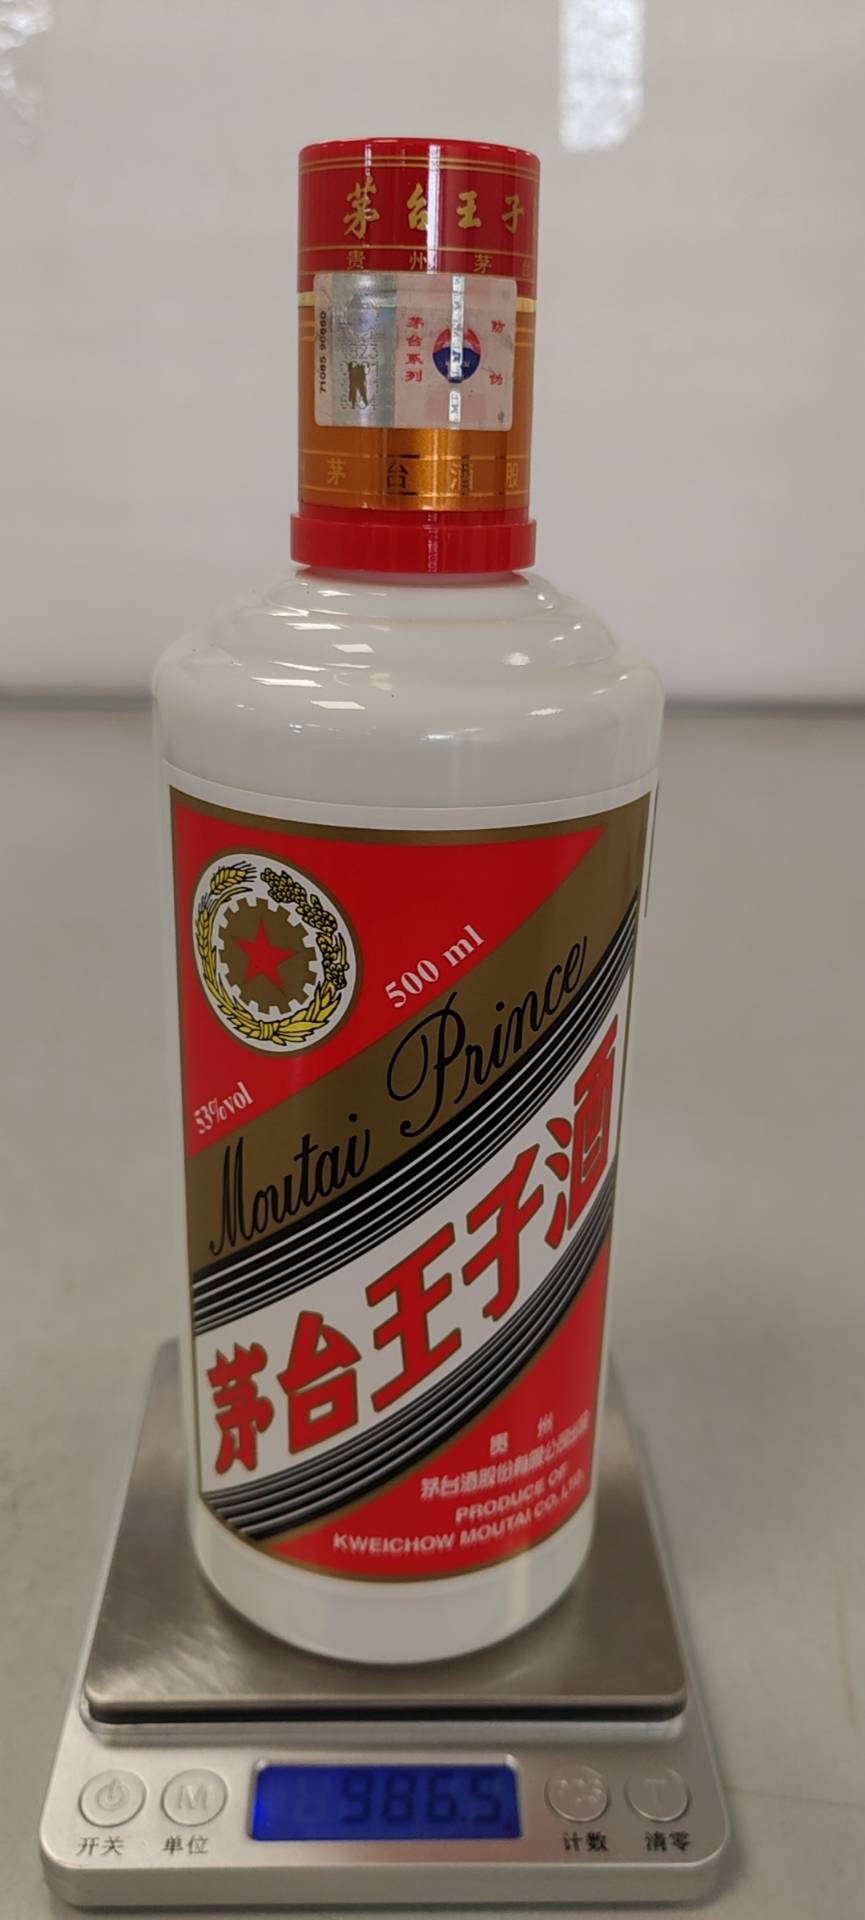 茅台王子
贵州茅台
71085 90660
茅台系列
防伪
茅台酒股
500 ml
53%vol
Moutai Prince
茅台王子酒
贵州
茅台酒股份有限公司出品
PRODUCE OF
KWEICHOW MOUTAI CO., LTD.
986.5
M
PCS
T
开关
单位
计数
清零